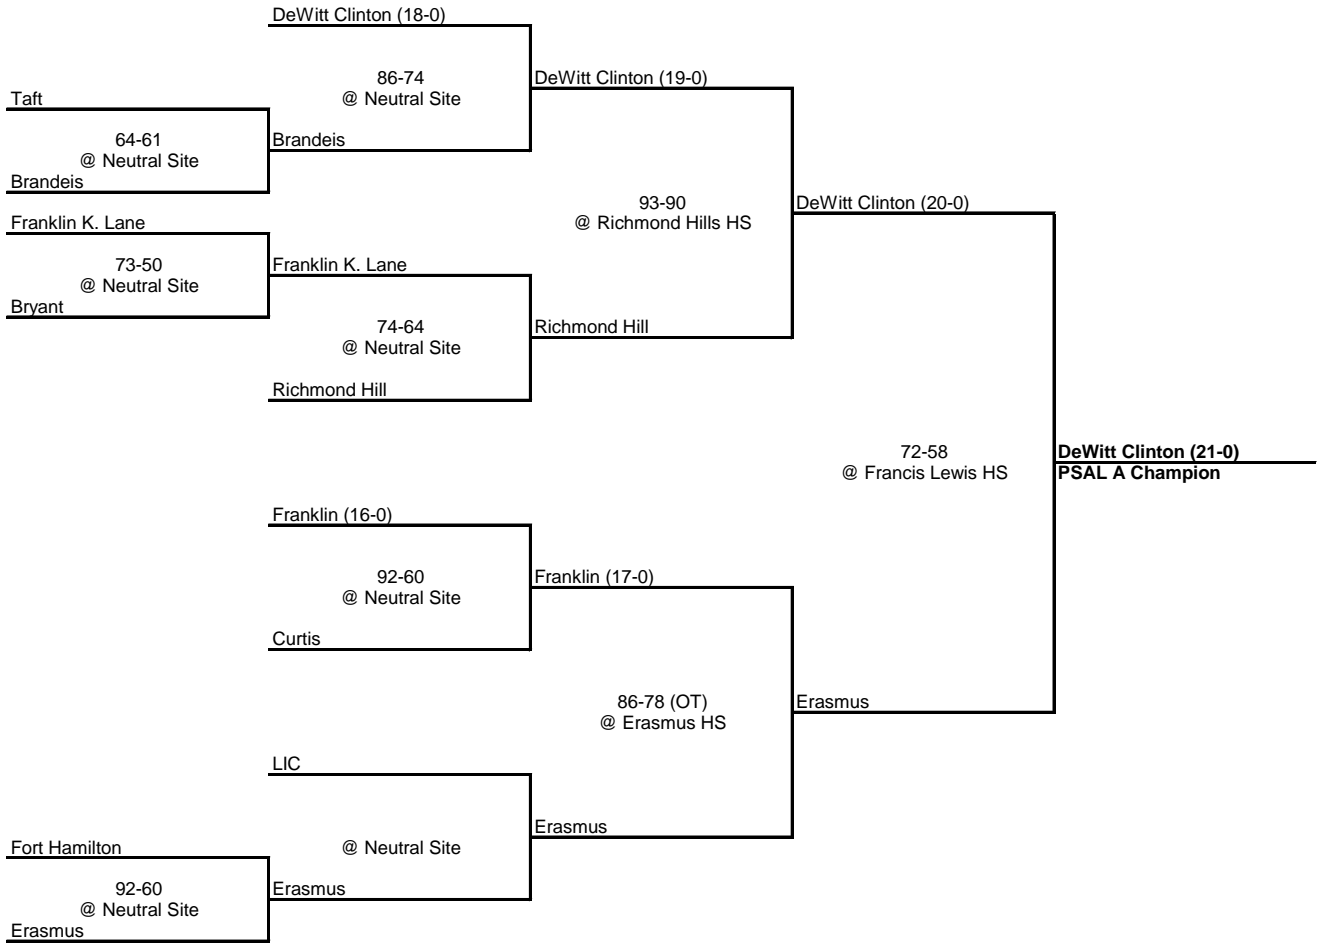 DeWitt Clinton (18-0)
86-74
@ Neutral Site
DeWitt Clinton (19-0)
Taft
64-61
@ Neutral Site
Brandeis
Brandeis
93-90
@ Richmond Hills HS
DeWitt Clinton (20-0)
Franklin K. Lane
73-50
@ Neutral Site
Franklin K. Lane
Bryant
74-64
@ Neutral Site
Richmond Hill
Richmond Hill
72-58
@ Francis Lewis HS
DeWitt Clinton (21-0)
PSAL A Champion
Franklin (16-0)
92-60
@ Neutral Site
Franklin (17-0)
Curtis
86-78 (OT)
@ Erasmus HS
Erasmus
LIC
@ Neutral Site
Erasmus
Fort Hamilton
92-60
@ Neutral Site
Erasmus
Erasmus